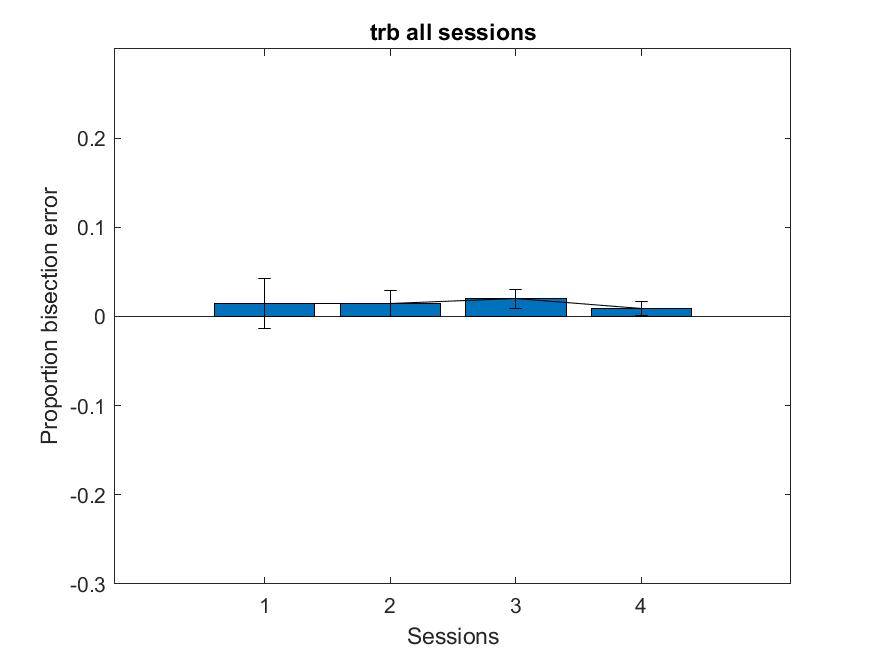 trb all sessions
Proportion bisection error
0.2
0.1
0
-0.1
-0.2
-0.3
1 2 3 4
Sessions